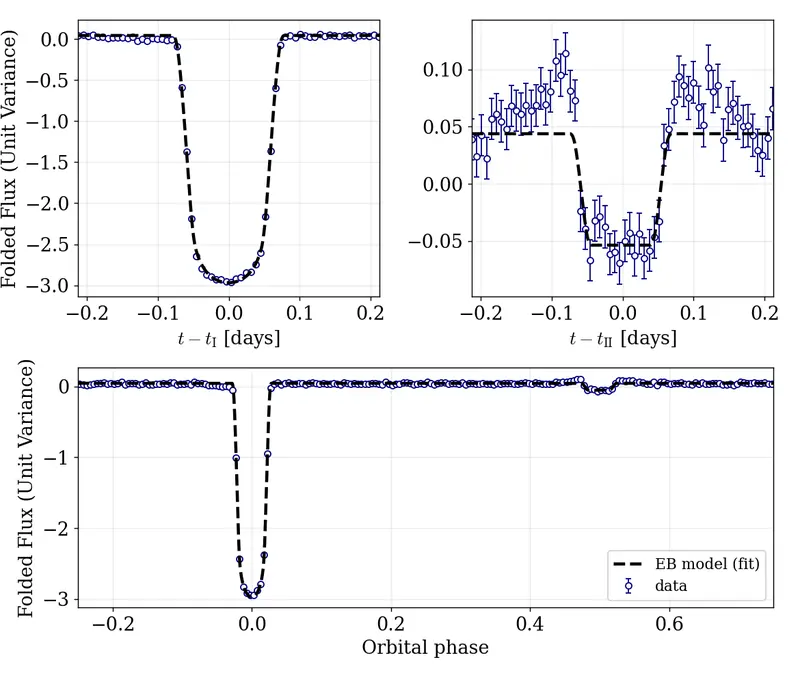 Folded Flux (Unit Variance)
0.0
−0.5
−1.0
−1.5
−2.0
−2.5
−3.0
−0.2 −0.1 0.0 0.1 0.2
t − tI [days]
0.10
0.05
0.00
−0.05
−0.2 −0.1 0.0 0.1 0.2
t − tII [days]
Folded Flux (Unit Variance)
0
−1
−2
−3
EB model (fit)
data
−0.2 0.0 0.2 0.4 0.6
Orbital phase